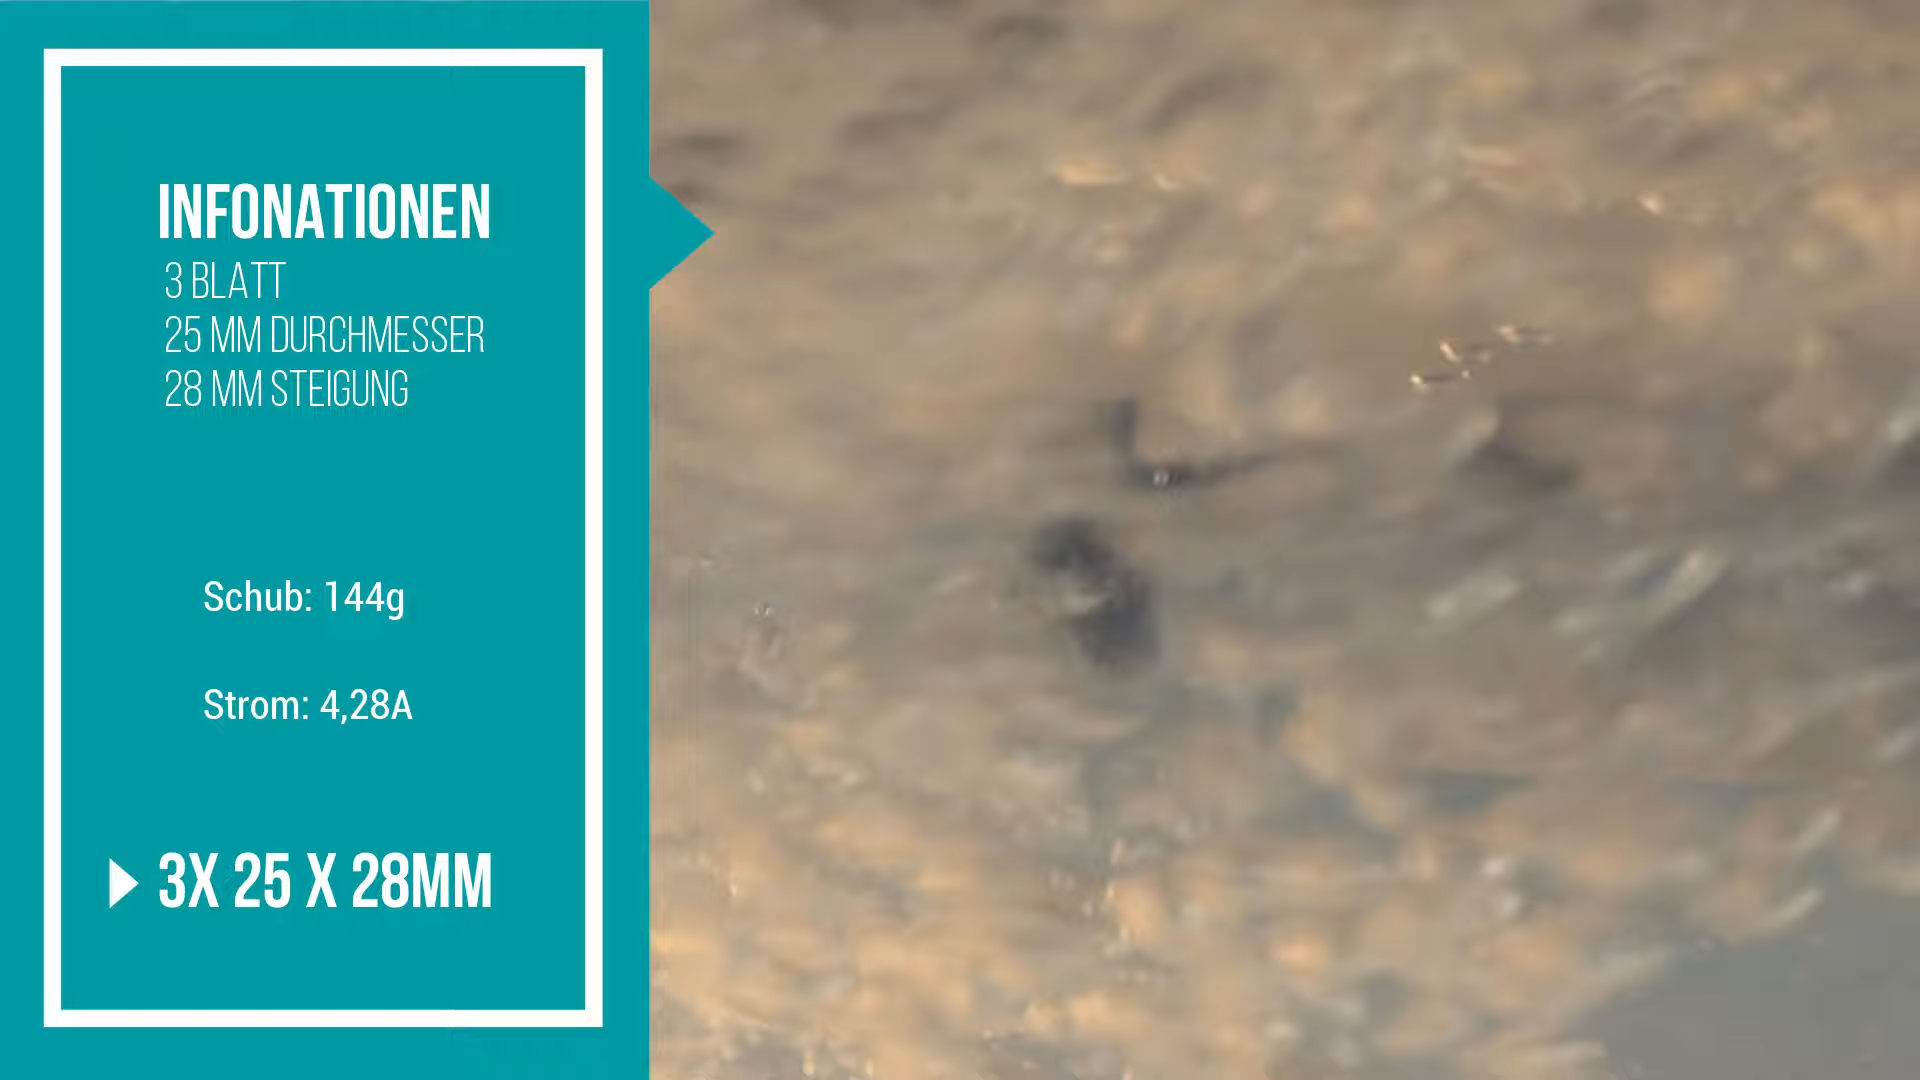 INFONATIONEN
3 BLATT
25 MM DURCHMESSER
28 MM STEIGUNG
Schub: 144g
Strom: 4,28A
3X 25 X 28MM